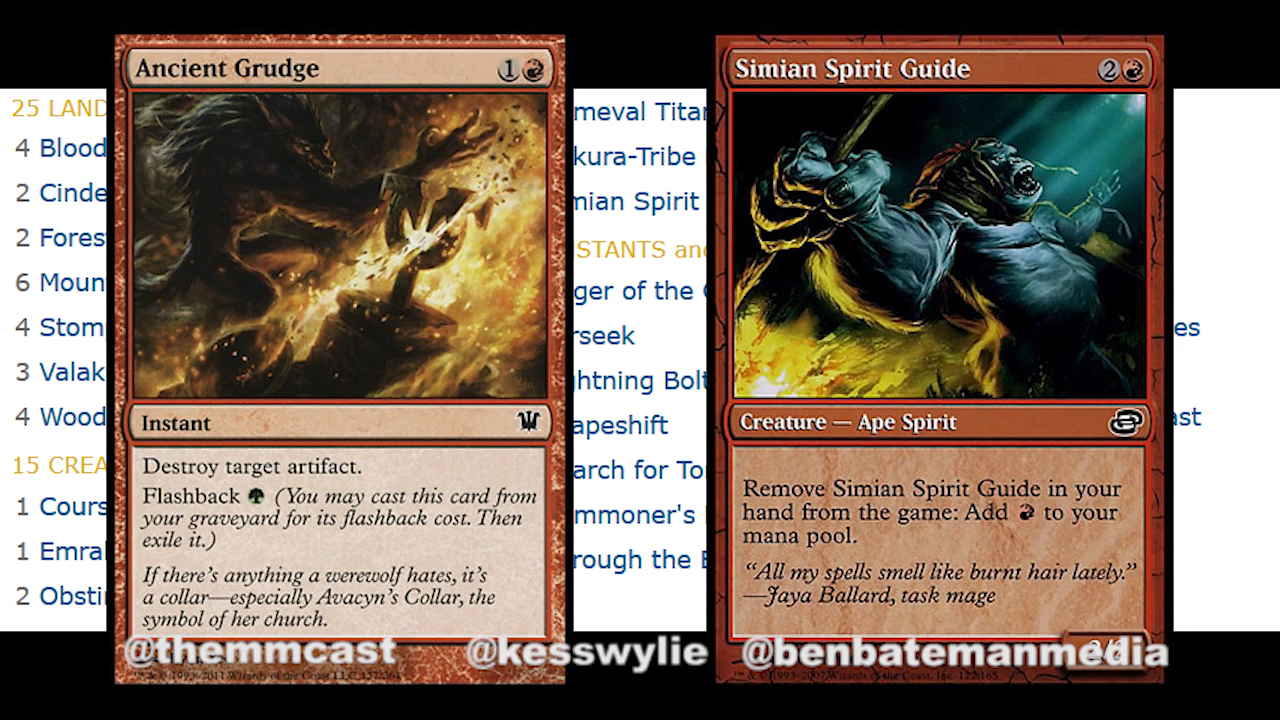 Ancient Grudge 1
Simian Spirit Guide 2
25 LAND
4 Blood
2 Cinde
2 Fores
6 Moun
4 Stom
3 Valak
4 Wood
15 CREA
1 Cours
1 Emra
2 Obsti
Instant
Destroy target artifact.
Flashback (You may cast this card from
your graveyard for its flashback cost. Then
exile it.)
If there's anything a werewolf hates, it's
a collar—especially Avacyn's Collar, the
symbol of her church.
meval Titan
kura-Tribe
mian Spirit
STANTS and
ger of the
rseek
ghtning Bolt
apeshift
arch for To
mmoner's
rough the
Creature — Ape Spirit
Remove Simian Spirit Guide in your
hand from the game: Add to your
mana pool.
"All my spells smell like burnt hair lately."
—Jaya Ballard, task mage
es
ast
@themmcast @kesswylie @benbatemanmedia